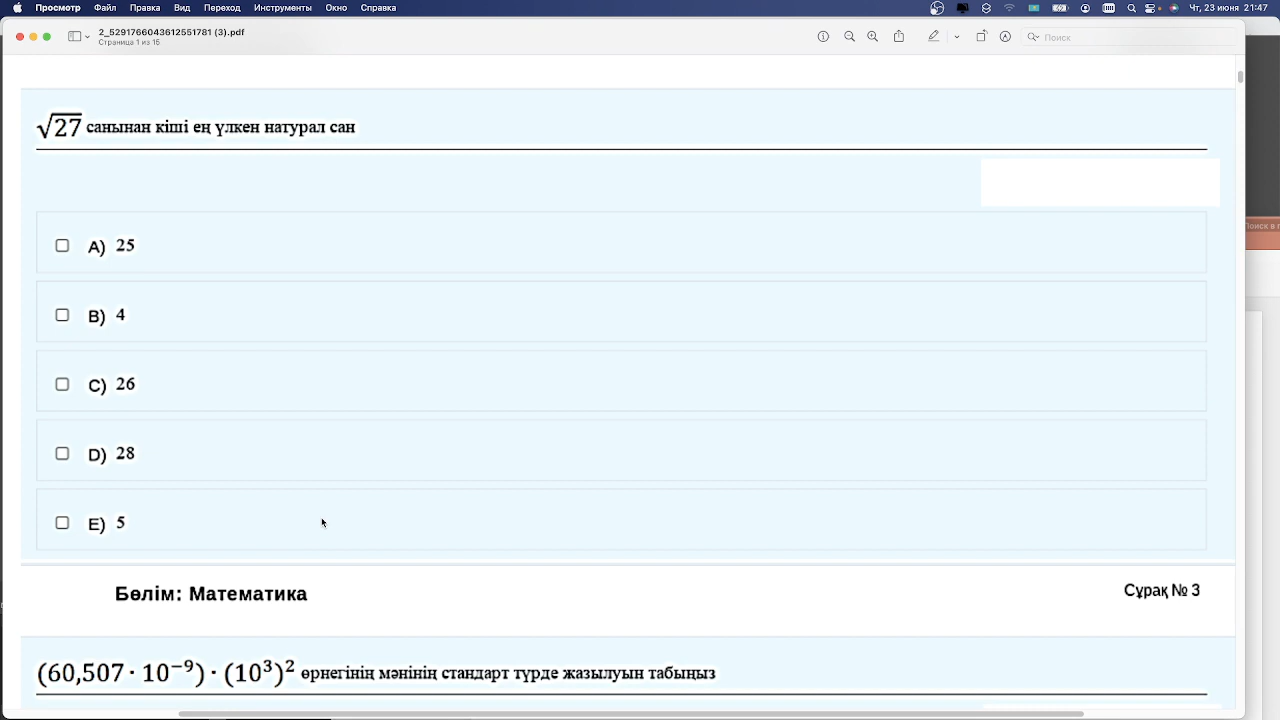 Просмотр Файл Правка Переход Инструменты Окно Справка Чт, 23 июня 21:47
2_5291766043612551781 (3).pdf
Страница 1 из 15
Поиск
√27 санынан кіші ең үлкен натурал сан
A) 25
B) 4
C) 26
D) 28
E) 5
Бөлім: Математика
Сұрақ № 3
(60,507 · 10⁻⁹) · (10³)² өрнегінің мәнінің стандарт түрде жазылуын табыңыз